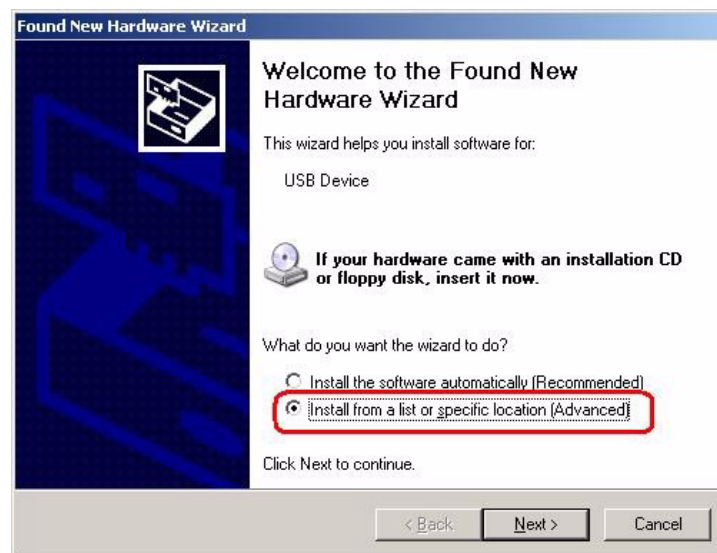 Found New Hardware Wizard
Welcome to the Found New
Hardware Wizard
This wizard helps you install software for:
USB Device
If your hardware came with an installation CD
or floppy disk, insert it now.
What do you want the wizard to do?
Install the software automatically (Recommended)
Install from a list or specific location (Advanced)
Click Next to continue.
< Back
Next >
Cancel